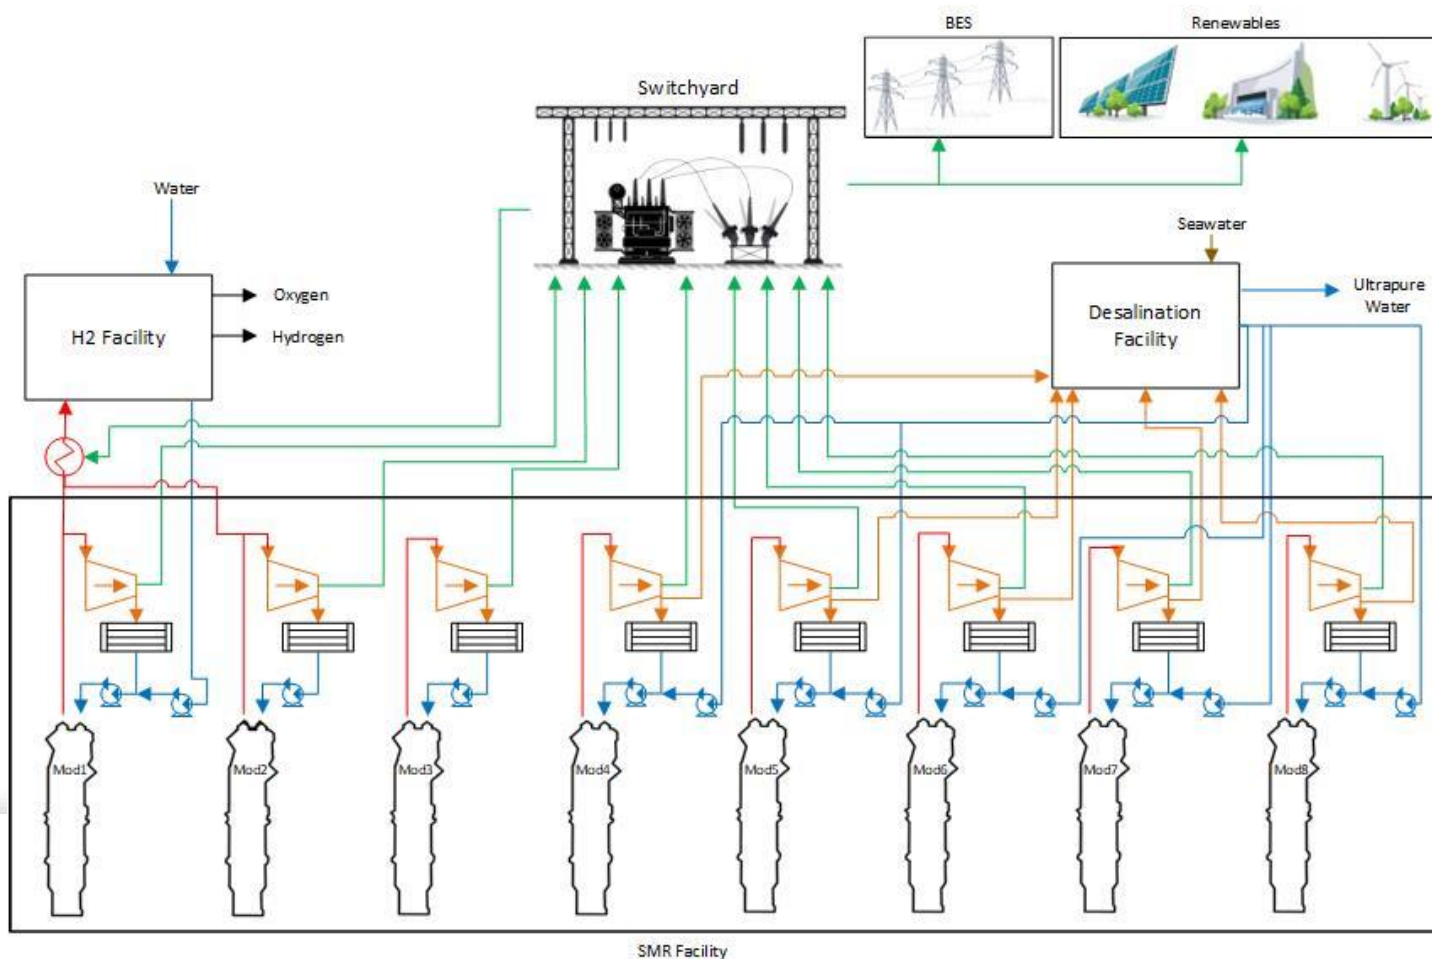 BES
Renewables
Switchyard
Water
Seawater
Oxygen
Ultrapure
Water
H2 Facility
Hydrogen
Desalination
Facility
Mod1
Mod2
Mod3
Mod4
Mod5
Mod6
Mod7
Mod8
SMR Facility